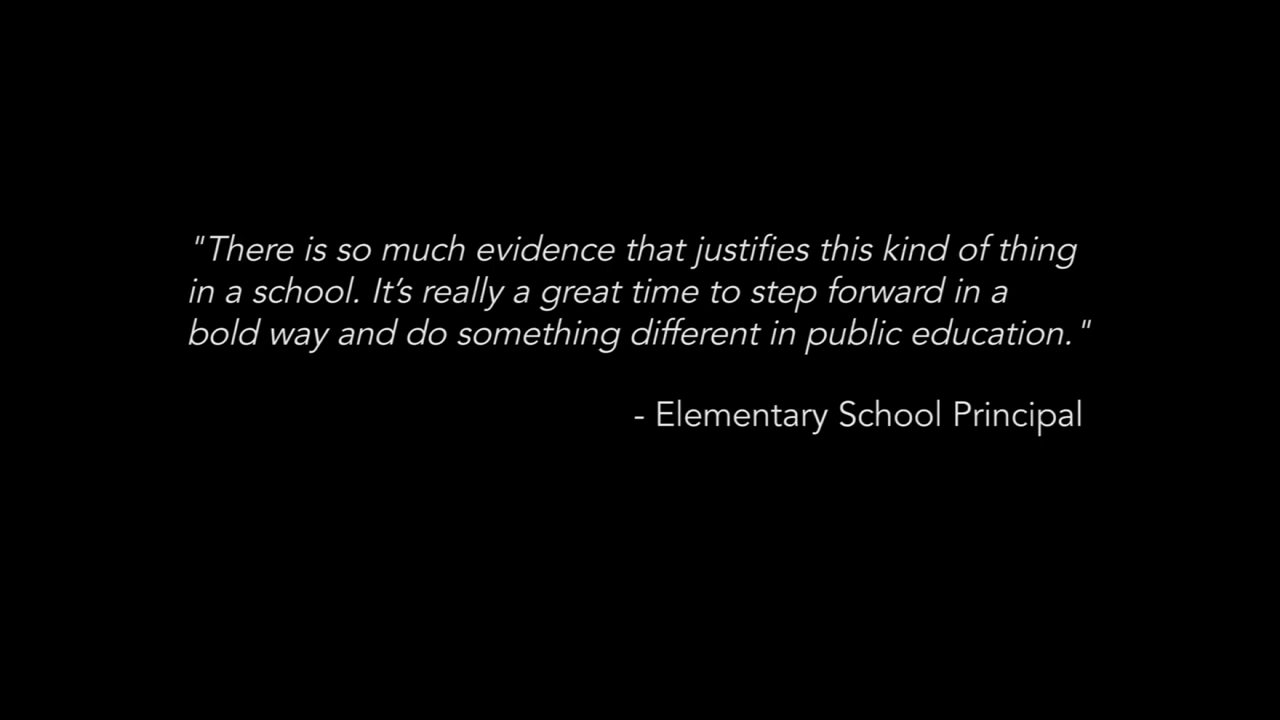 "There is so much evidence that justifies this kind of thing
in a school. It’s really a great time to step forward in a
bold way and do something different in public education."
- Elementary School Principal